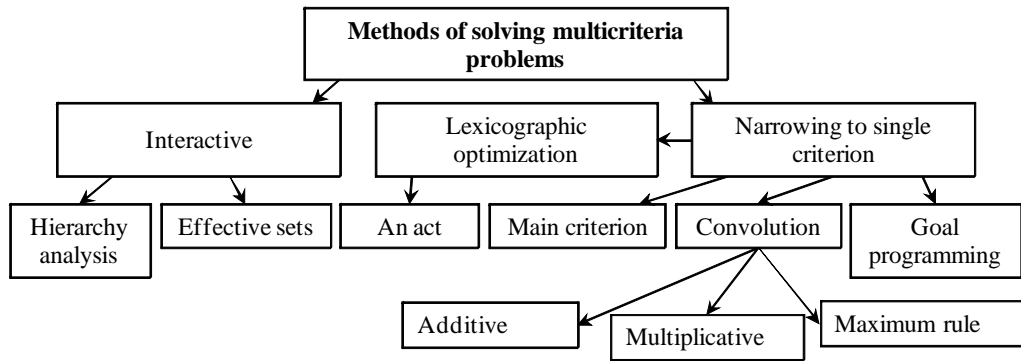 Methods of solving multicriteria
problems
Interactive
Lexicographic
optimization
Narrowing to single
criterion
Hierarchy
analysis
Effective sets
An act
Main criterion
Convolution
Goal
programming
Additive
Multiplicative
Maximum rule